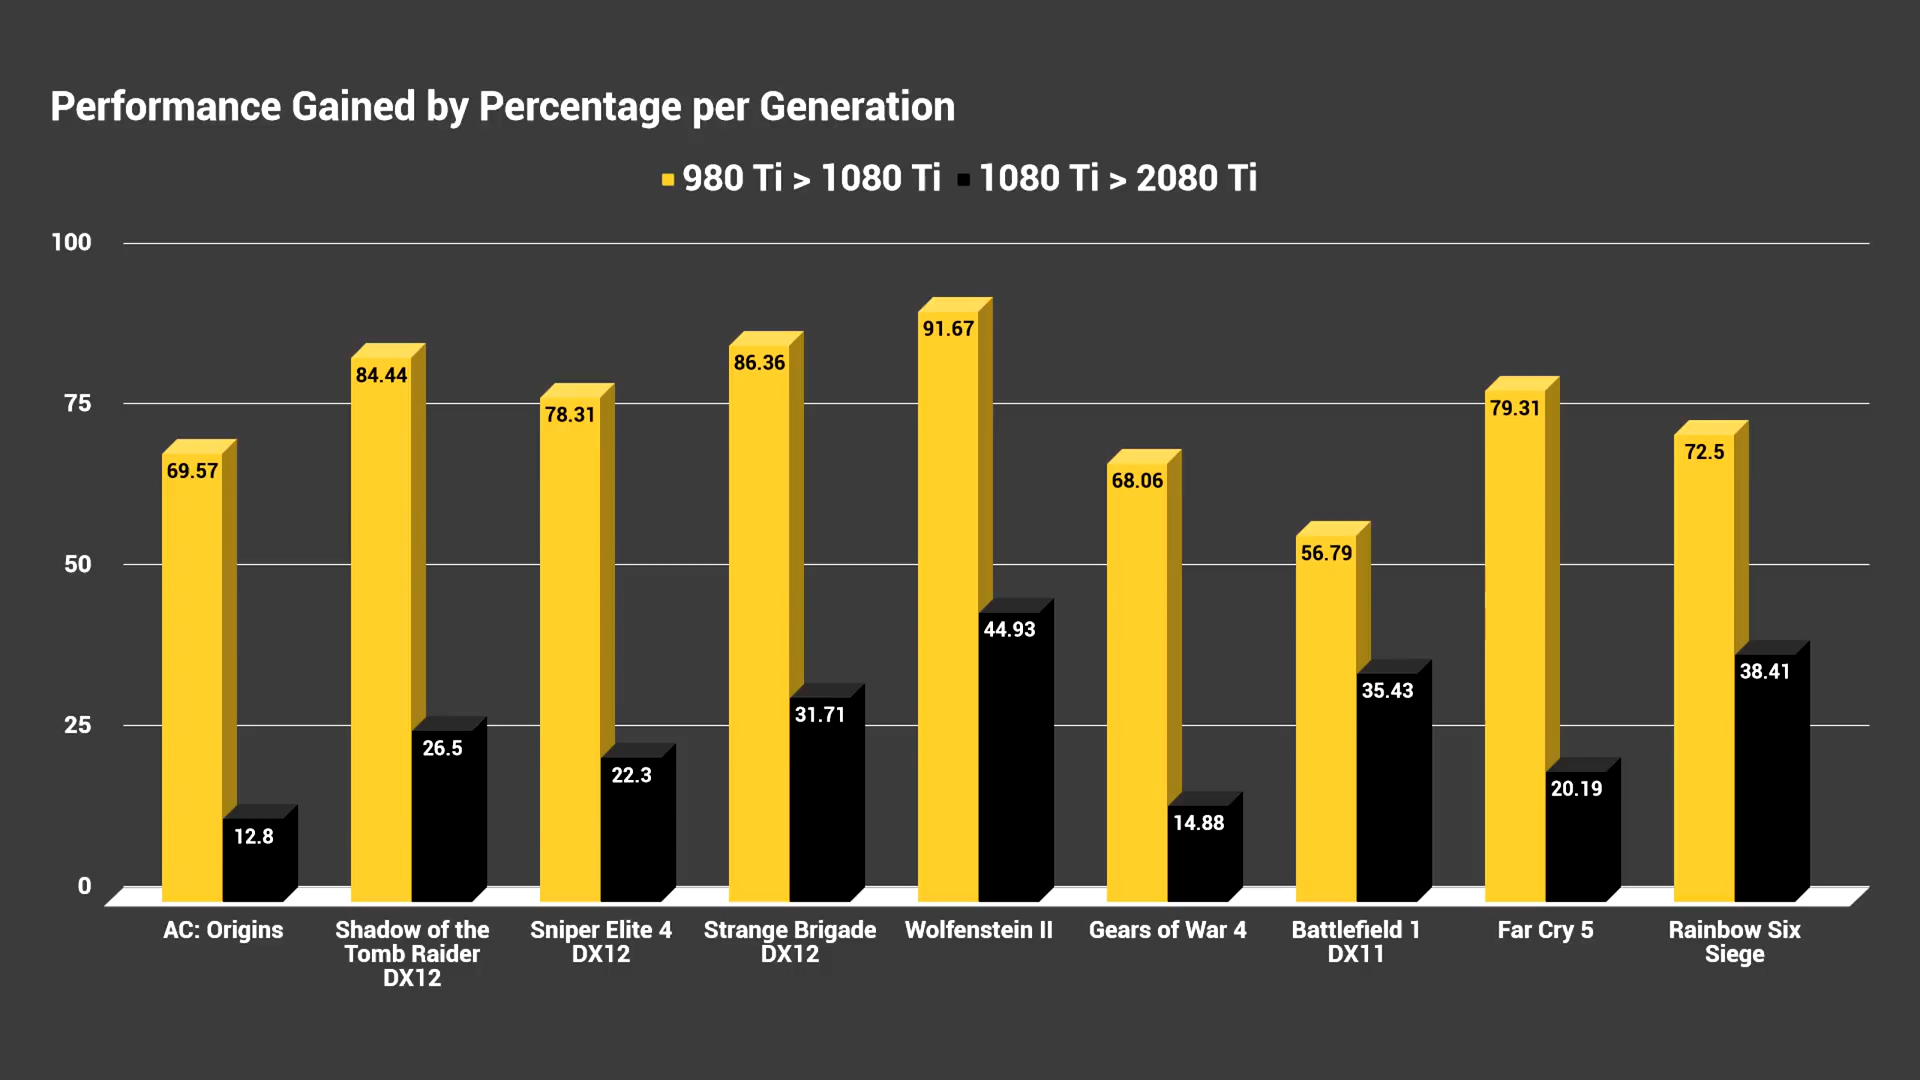 Performance Gained by Percentage per Generation
980 Ti > 1080 Ti 1080 Ti > 2080 Ti
100
75
50
25
0
69.57
12.8
84.44
26.5
78.31
22.3
86.36
31.71
91.67
44.93
68.06
14.88
56.79
35.43
79.31
20.19
72.5
38.41
AC: Origins
Shadow of the
Tomb Raider
DX12
Sniper Elite 4
DX12
Strange Brigade
DX12
Wolfenstein II
Gears of War 4
Battlefield 1
DX11
Far Cry 5
Rainbow Six
Siege